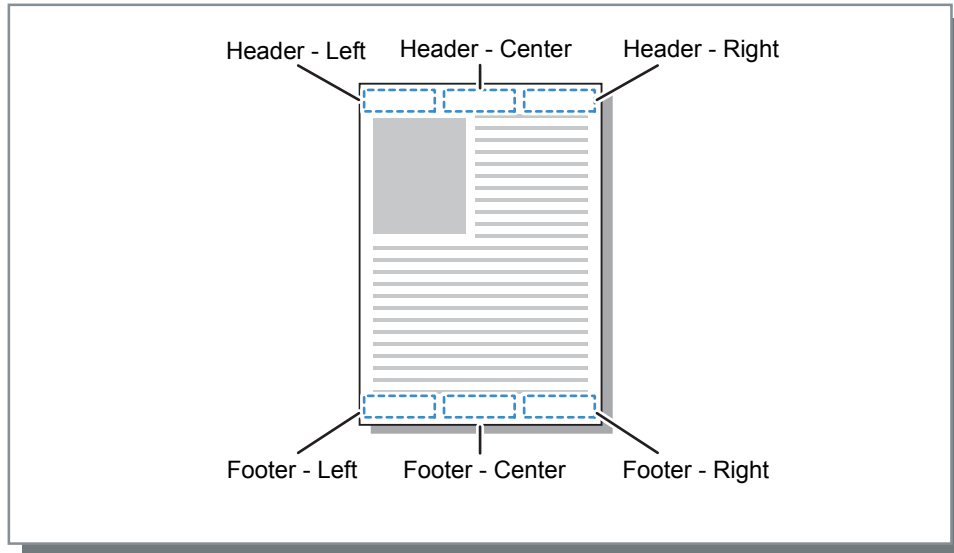 Header - Left Header - Center Header - Right
Footer - Left Footer - Center Footer - Right